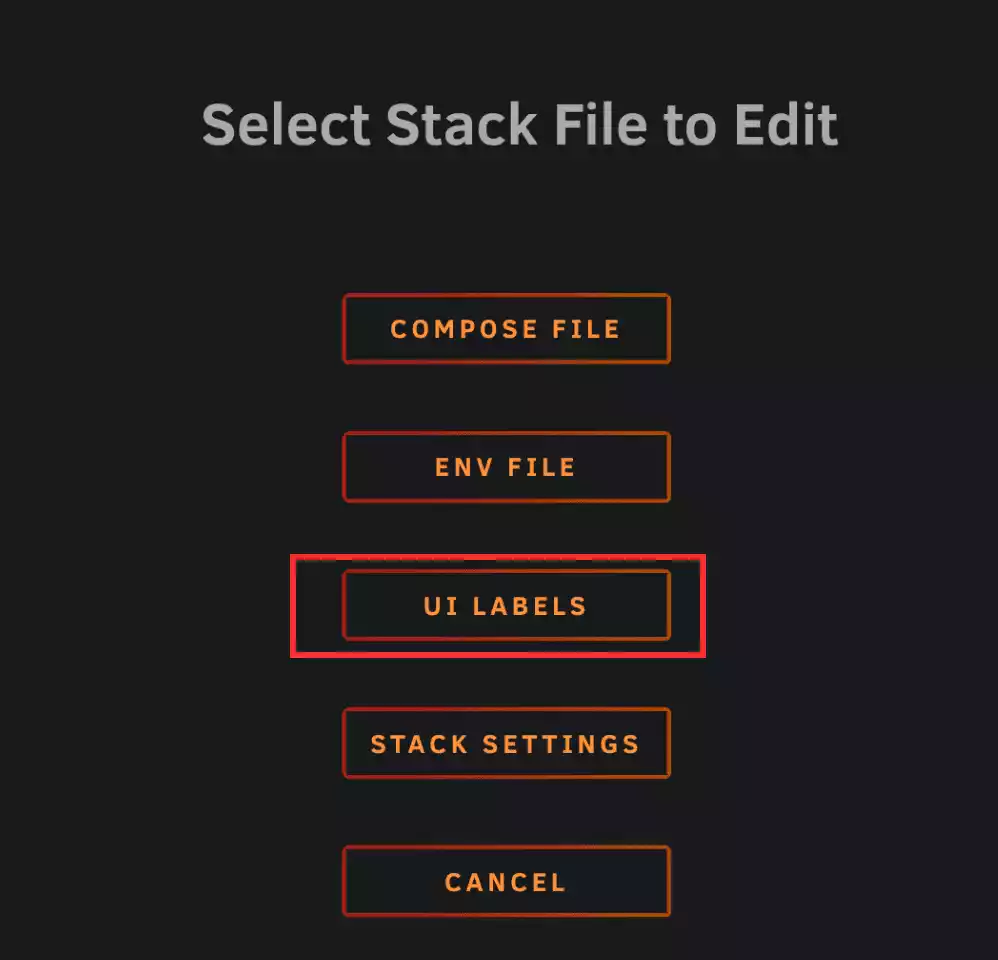 Select Stack File to Edit
COMPOSE FILE
ENV FILE
UI LABELS
STACK SETTINGS
CANCEL